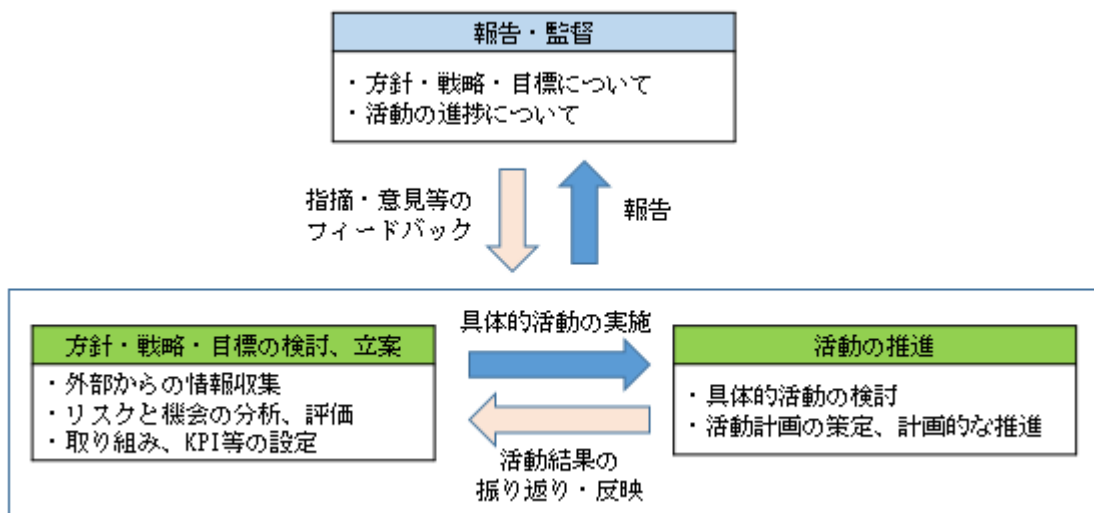 報告・監督
・方針・戦略・目標について
・活動の進捗について
指摘・意見等の
フィードバック
報告
方針・戦略・目標の検討、立案
・外部からの情報収集
・リスクと機会の分析、評価
・取り組み、KPI等の設定
具体的活動の実施
活動結果の
振り返り・反映
活動の推進
・具体的活動の検討
・活動計画の策定、計画的な推進